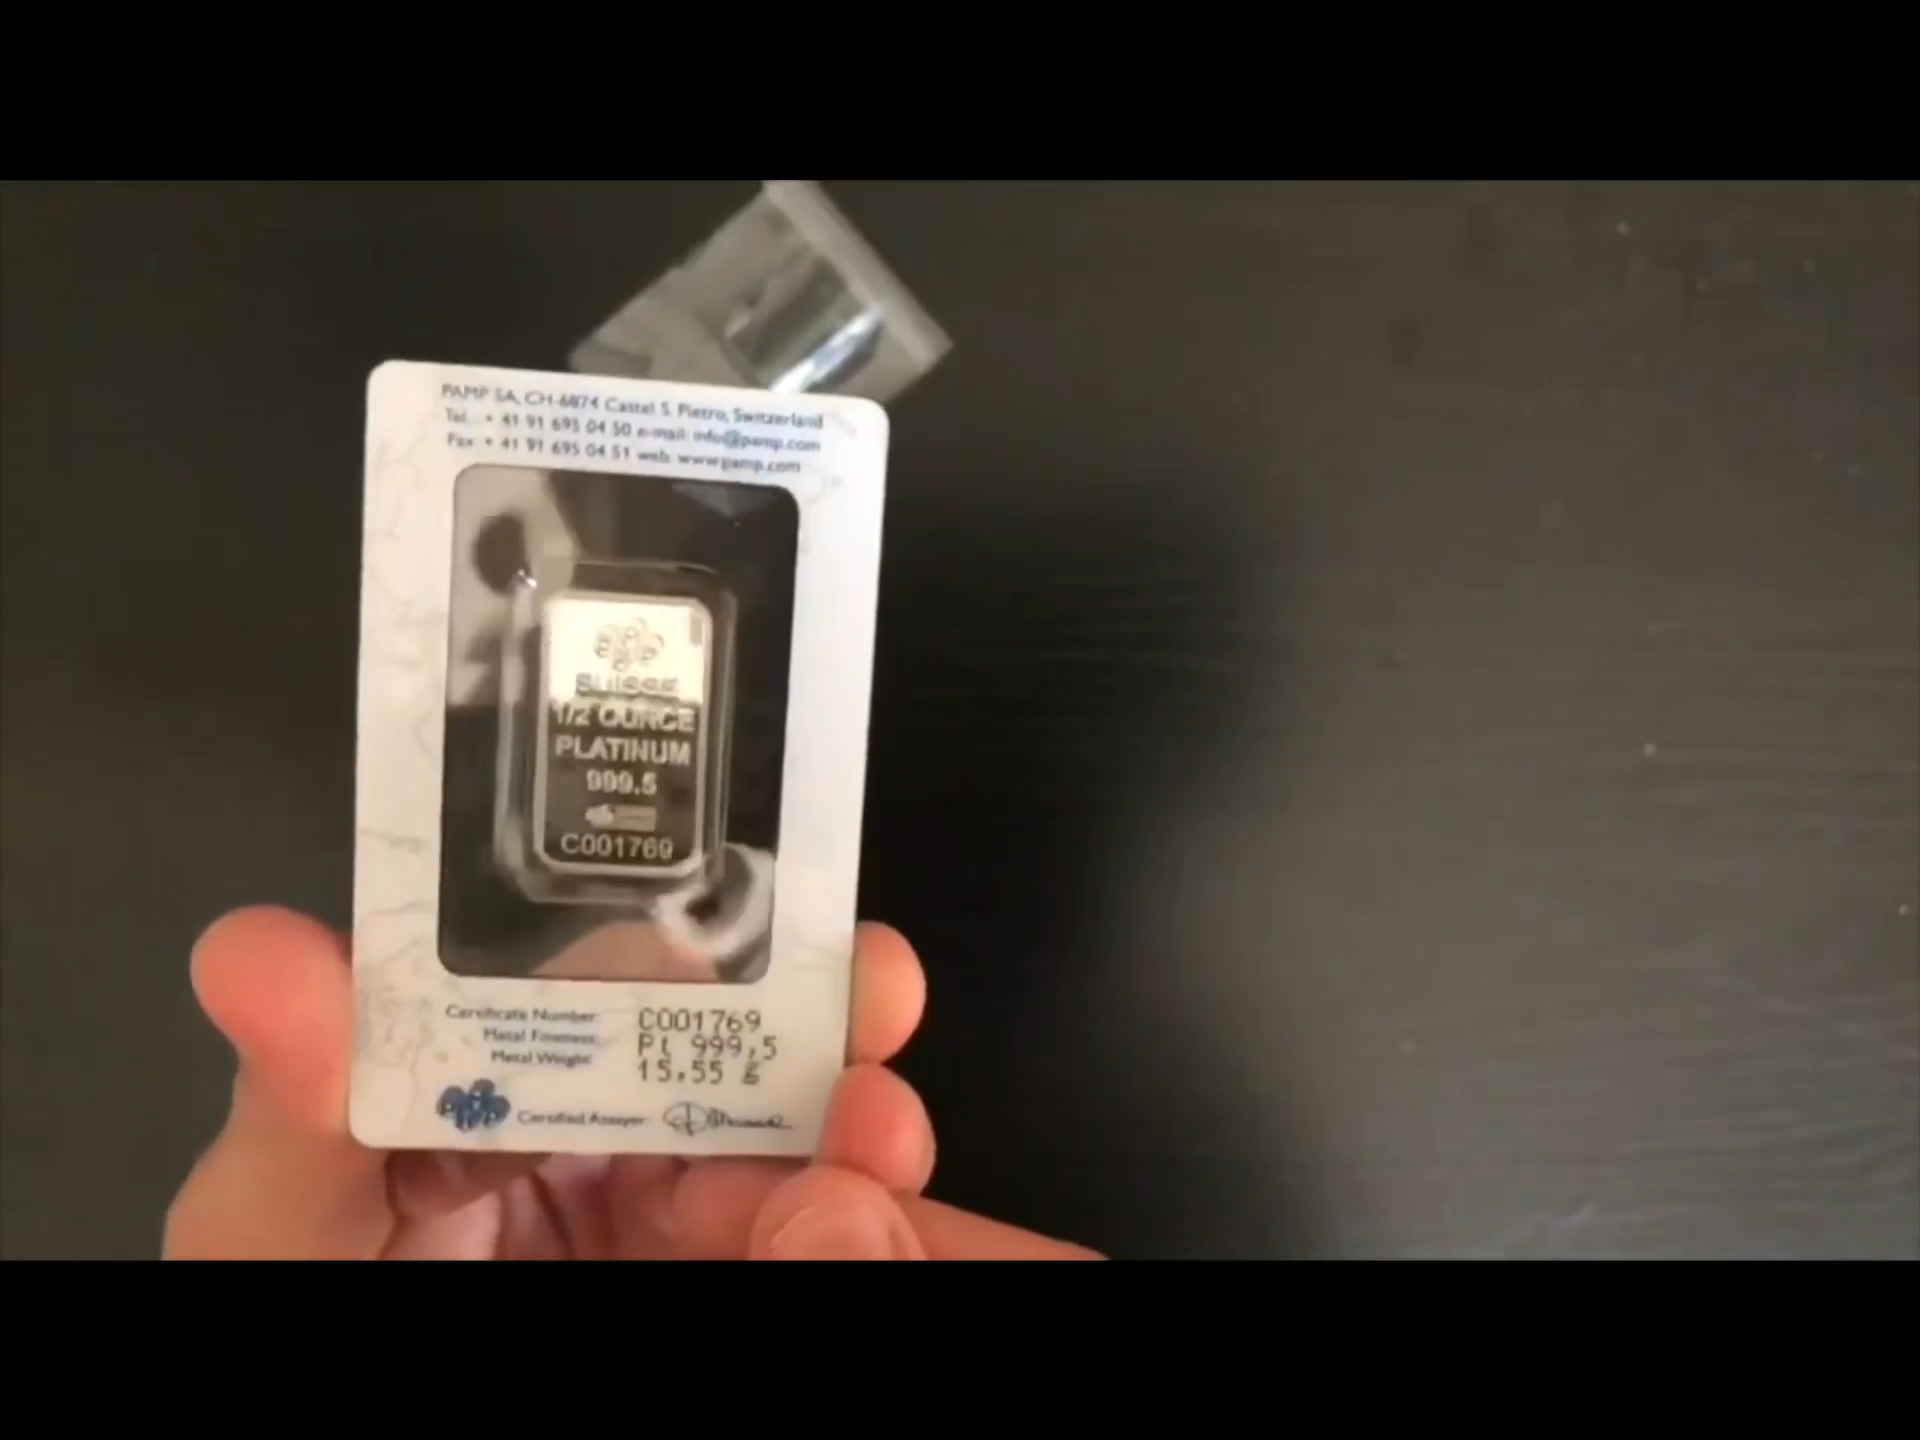 PAMP SA, CH-6874 Castel S. Pietro, Switzerland
Tel. + 41 91 695 04 50 e-mail: info@pamp.com
Fax + 41 91 695 04 51 web: www.pamp.com
PAMP
SUISSE
1/2 OUNCE
PLATINUM
999.5
C001769
Certificate Number: C001769
Metal Fineness: Pt 999,5
Metal Weight: 15,55 g
PAMP Certified Assayer: